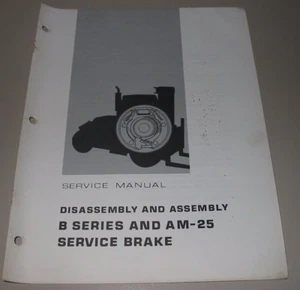 SERVICE MANUAL
DISASSEMBLY AND ASSEMBLY
B SERIES AND AM-25
SERVICE BRAKE